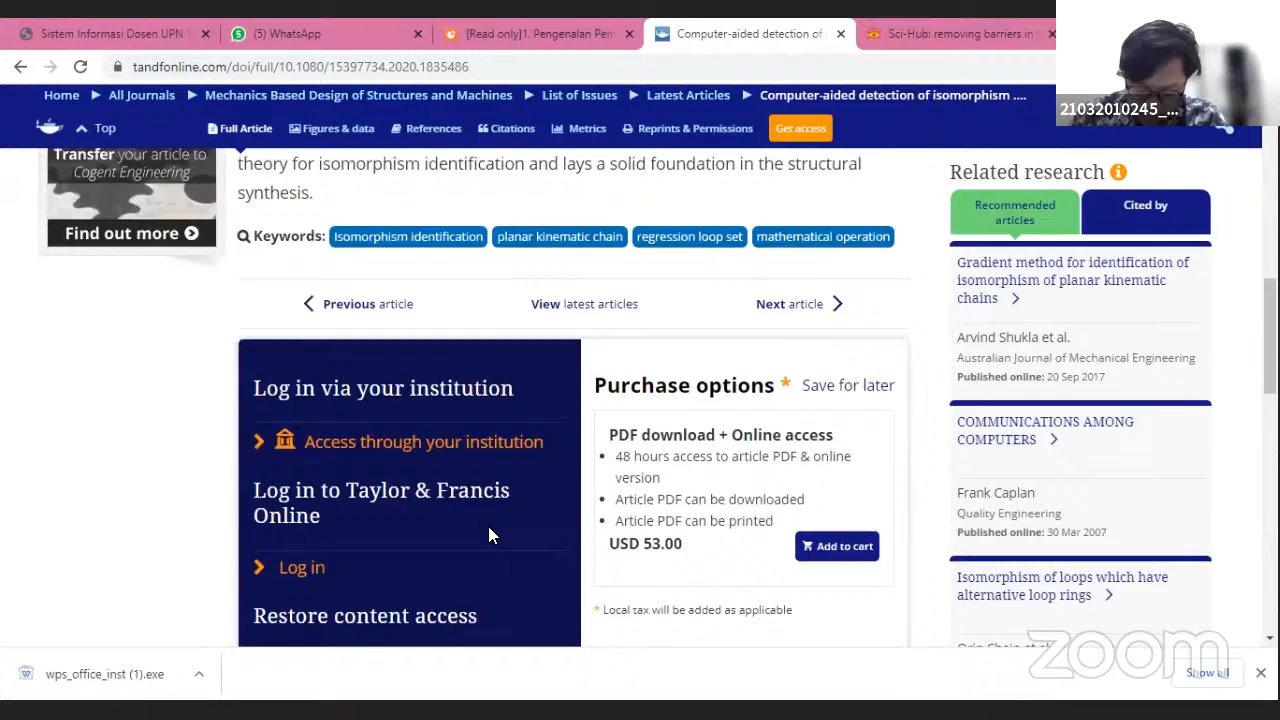 Sistem Informasi Dosen UPN
(5) WhatsApp
[Read only]1. Pengenalan Pen
Computer-aided detection of
Sci-Hub: removing barriers in
tandfonline.com/doi/full/10.1080/15397734.2020.1835486
21032010245_...
Home
All Journals
Mechanics Based Design of Structures and Machines
List of Issues
Latest Articles
Computer-aided detection of isomorphism ....
Top
Full Article
Figures & data
References
Citations
Metrics
Reprints & Permissions
Get access
Transfer your article to
Cogent Engineering
Find out more
theory for isomorphism identification and lays a solid foundation in the structural
synthesis.
Keywords: Isomorphism identification planar kinematic chain regression loop set mathematical operation
Previous article
View latest articles
Next article
Log in via your institution
Access through your institution
Log in to Taylor & Francis
Online
Log in
Restore content access
Purchase options * Save for later
PDF download + Online access
48 hours access to article PDF & online
version
Article PDF can be downloaded
Article PDF can be printed
USD 53.00
Add to cart
* Local tax will be added as applicable
Related research
Recommended
articles
Cited by
Gradient method for identification of
isomorphism of planar kinematic
chains
Arvind Shukla et al.
Australian Journal of Mechanical Engineering
Published online: 20 Sep 2017
COMMUNICATIONS AMONG
COMPUTERS
Frank Caplan
Quality Engineering
Published online: 30 Mar 2007
Isomorphism of loops which have
alternative loop rings
zoom
wps_office_inst (1).exe
Show all